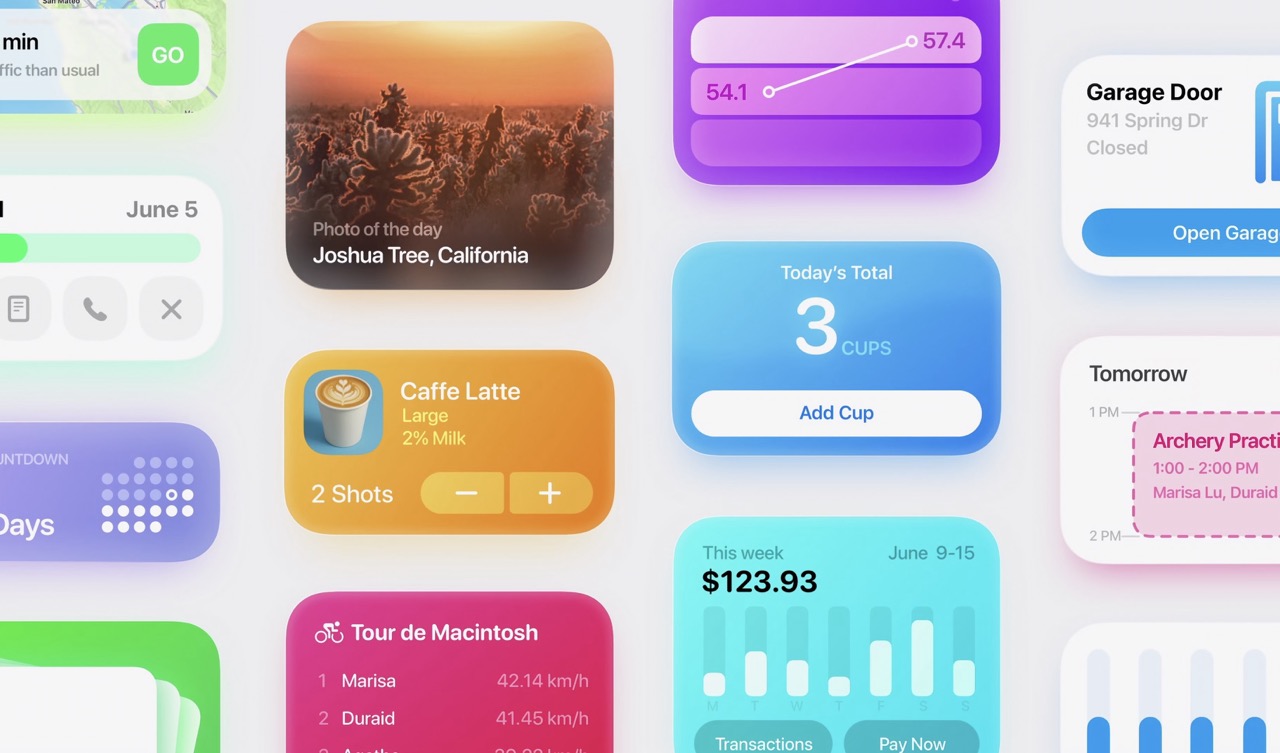 San Mateo
min
ffic than usual
GO
June 5
UNTDOWN
Days
Photo of the day
Joshua Tree, California
Caffe Latte
Large
2% Milk
2 Shots
Tour de Macintosh
1 Marisa 42.14 km/h
2 Duraid 41.45 km/h
57.4
54.1
Today's Total
3 CUPS
Add Cup
This week June 9-15
$123.93
M T W T F S S
Transactions Pay Now
Garage Door
941 Spring Dr
Closed
Open Garag
Tomorrow
1 PM
Archery Practi
1:00 - 2:00 PM
Marisa Lu, Duraid
2 PM